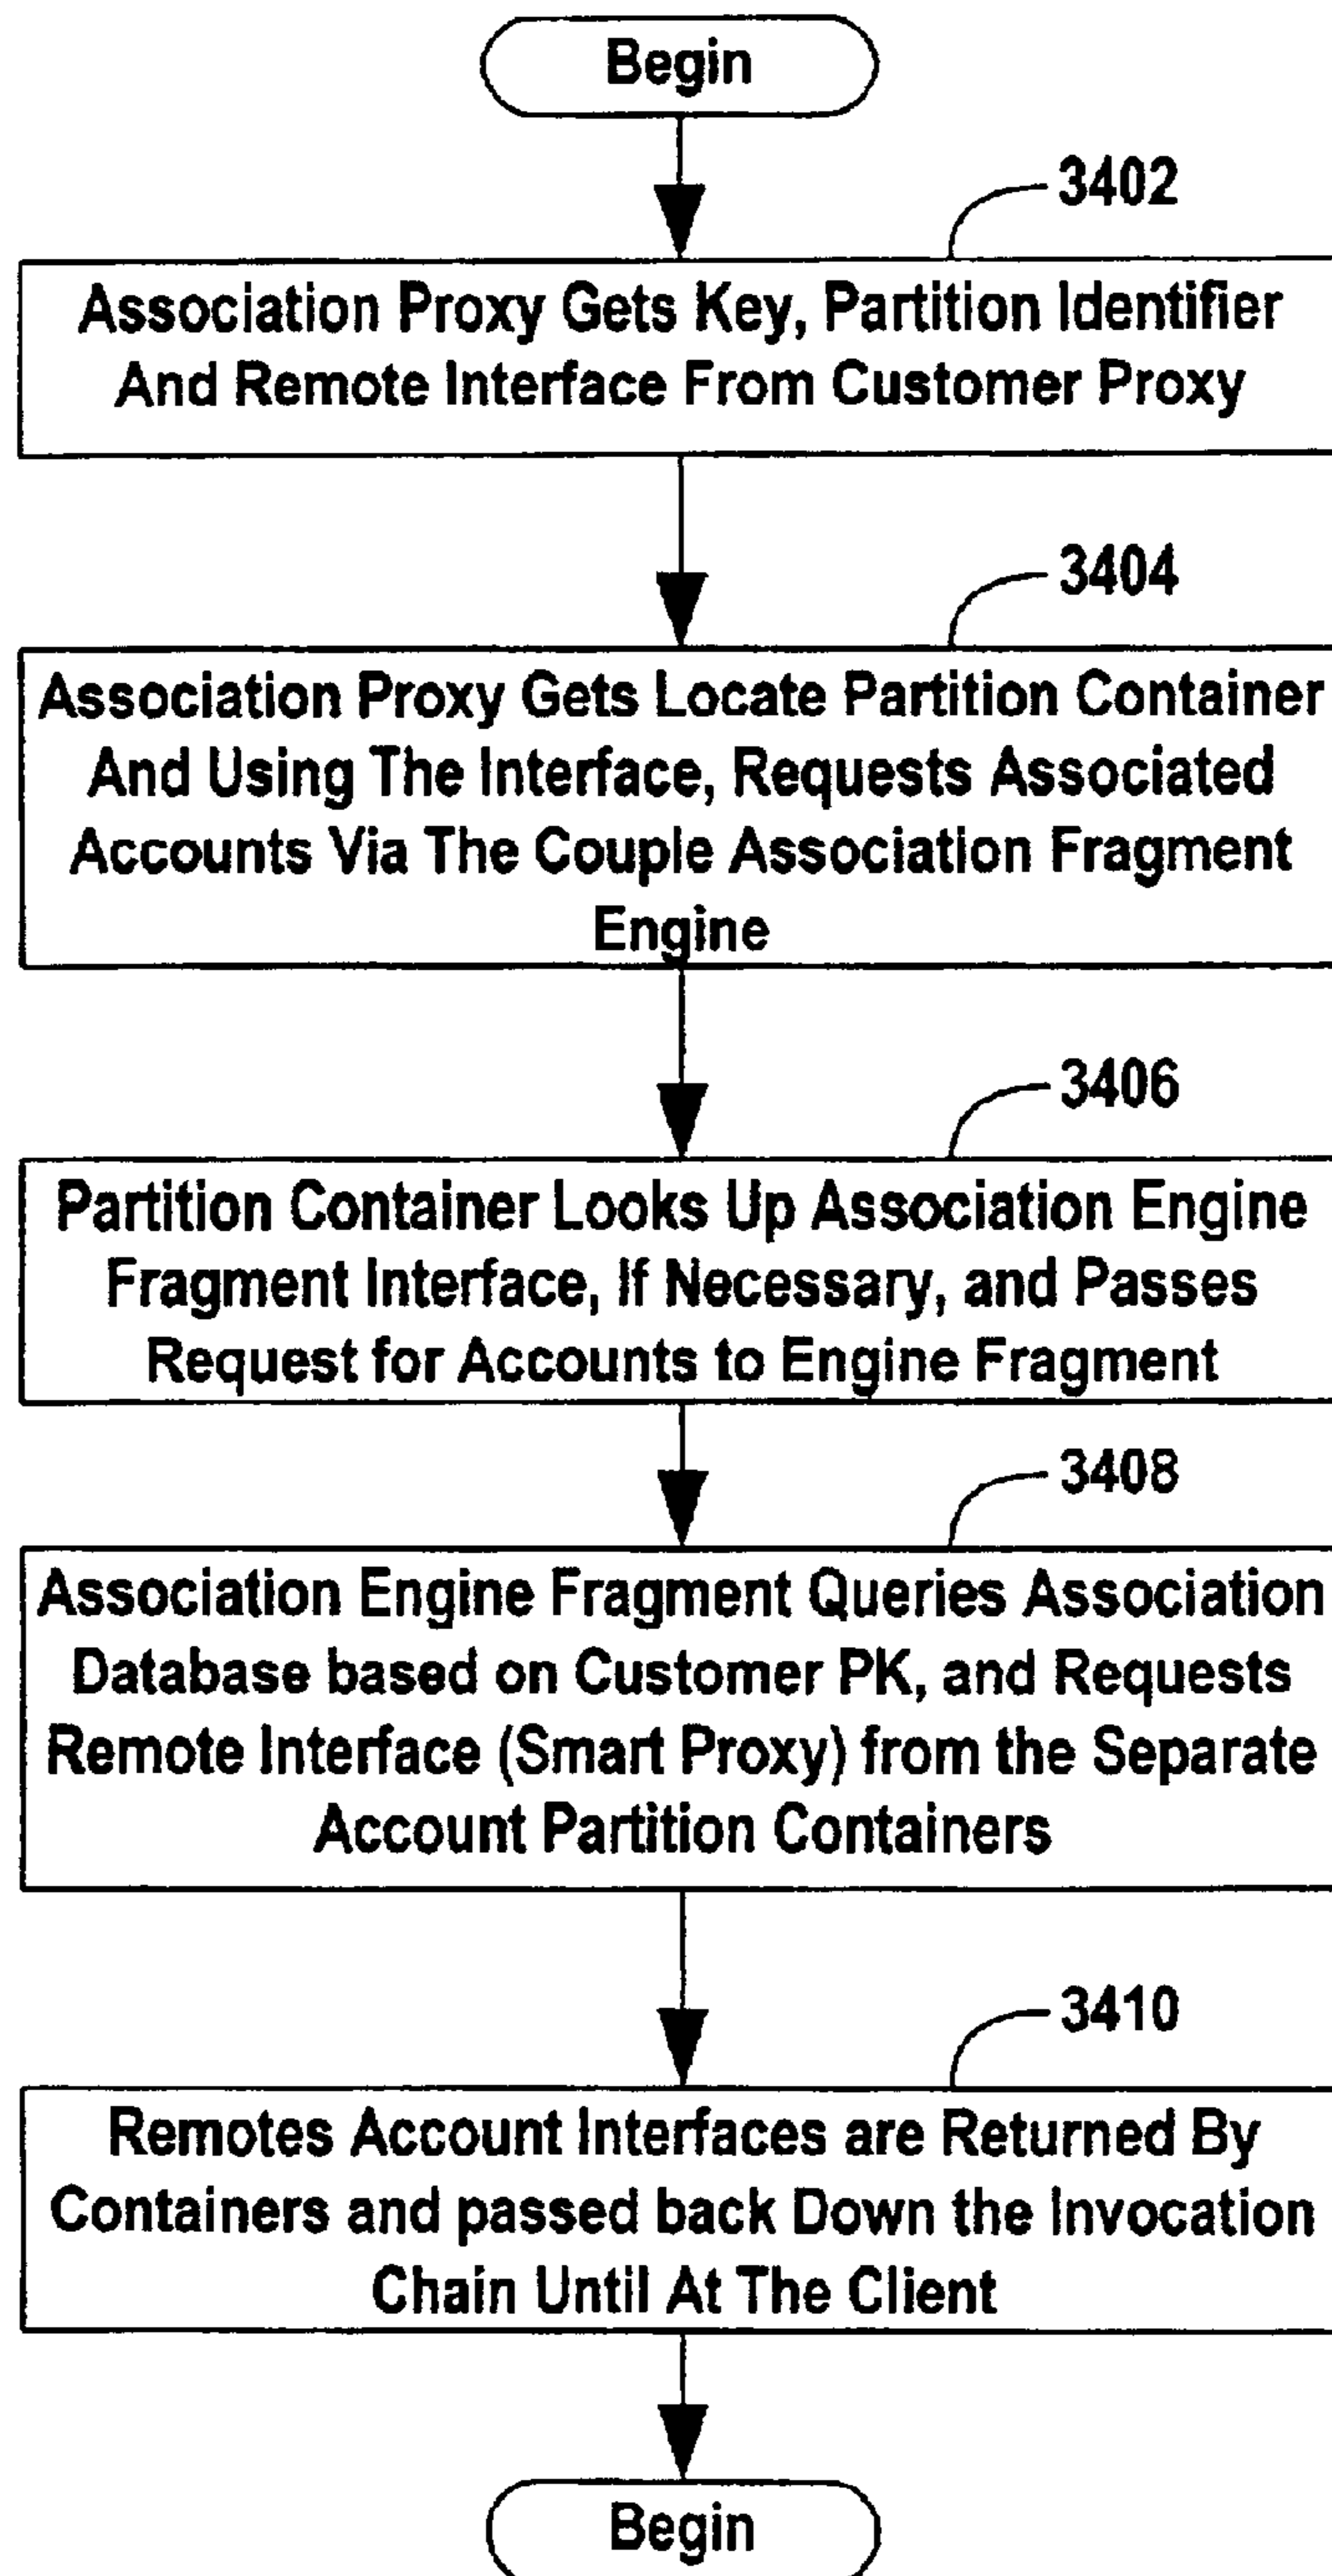 Begin
3402
Association Proxy Gets Key, Partition Identifier
And Remote Interface From Customer Proxy
3404
Association Proxy Gets Locate Partition Container
And Using The Interface, Requests Associated
Accounts Via The Couple Association Fragment
Engine
3406
Partition Container Looks Up Association Engine
Fragment Interface, If Necessary, and Passes
Request for Accounts to Engine Fragment
3408
Association Engine Fragment Queries Association
Database based on Customer PK, and Requests
Remote Interface (Smart Proxy) from the Separate
Account Partition Containers
3410
Remotes Account Interfaces are Returned By
Containers and passed back Down the Invocation
Chain Until At The Client
Begin